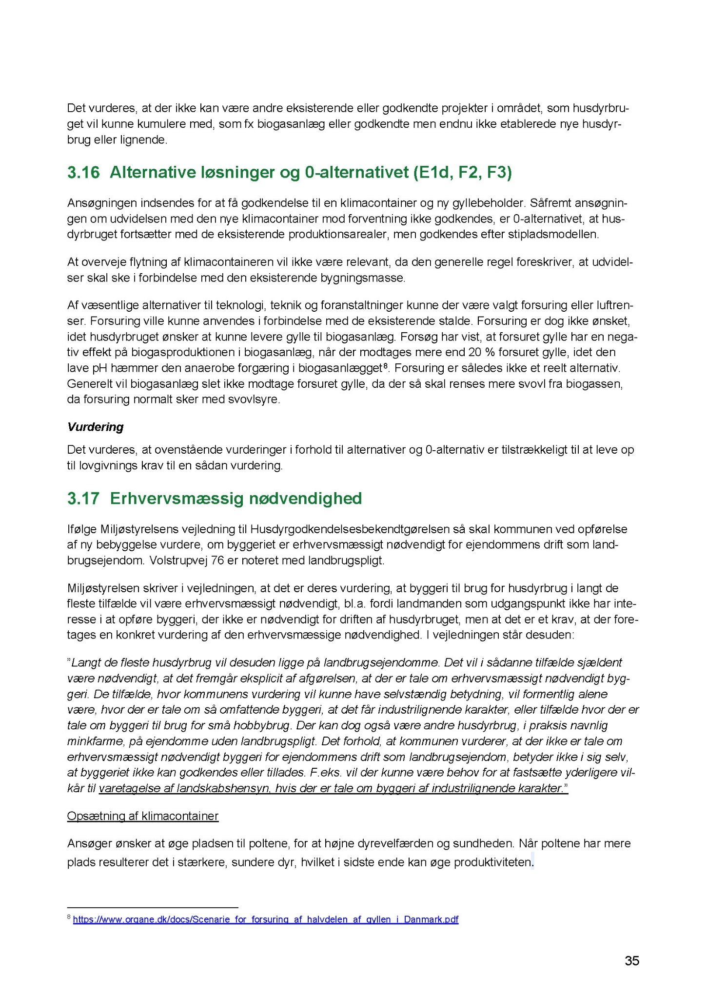 Det vurderes, at der ikke kan være andre eksisterende eller godkendte projekter i området, som husdyrbru-
get vil kunne kumulere med, som fx biogasanlæg eller godkendte men endnu ikke etablerede nye husdyr-
brug eller lignende.
3.16 Alternative løsninger og 0-alternativet (E1d, F2, F3)
Ansøgningen indsendes for at få godkendelse til en klimacontainer og ny gyllebeholder. Såfremt ansøgnin-
gen om udvidelsen med den nye klimacontainer mod forventning ikke godkendes, er 0-alternativet, at hus-
dyrbruget fortsætter med de eksisterende produktionsarealer, men godkendes efter stipladsmodellen.
At overveje flytning af klimacontaineren vil ikke være relevant, da den generelle regel foreskriver, at udvidel-
ser skal ske i forbindelse med den eksisterende bygningsmasse.
Af væsentlige alternativer til teknologi, teknik og foranstaltninger kunne der være valgt forsuring eller luftren-
ser. Forsuring ville kunne anvendes i forbindelse med de eksisterende stalde. Forsuring er dog ikke ønsket,
idet husdyrbruget ønsker at kunne levere gylle til biogasanlæg. Forsøg har vist, at forsuret gylle har en nega-
tiv effekt på biogasproduktionen i biogasanlæg, når der modtages mere end 20 % forsuret gylle, idet den
lave pH hæmmer den anaerobe forgæring i biogasanlægget⁸. Forsuring er således ikke et reelt alternativ.
Generelt vil biogasanlæg slet ikke modtage forsuret gylle, da der så skal renses mere svovl fra biogassen,
da forsuring normalt sker med svovlsyre.
Vurdering
Det vurderes, at ovenstående vurderinger i forhold til alternativer og 0-alternativ er tilstrækkeligt til at leve op
til lovgivnings krav til en sådan vurdering.
3.17 Erhvervsmæssig nødvendighed
Ifølge Miljøstyrelsens vejledning til Husdyrgodkendelsesbekendtgørelsen så skal kommunen ved opførelse
af ny bebyggelse vurdere, om byggeriet er erhvervsmæssigt nødvendigt for ejendommens drift som land-
brugsejendom. Volstrupvej 76 er noteret med landbrugspligt.
Miljøstyrelsen skriver i vejledningen, at det er deres vurdering, at byggeri til brug for husdyrbrug i langt de
fleste tilfælde vil være erhvervsmæssigt nødvendigt, bl.a. fordi landmanden som udgangspunkt ikke har inte-
resse i at opføre byggeri, der ikke er nødvendigt for driften af husdyrbruget, men at det er et krav, at der fore-
tages en konkret vurdering af den erhvervsmæssige nødvendighed. I vejledningen står desuden:
”Langt de fleste husdyrbrug vil desuden ligge på landbrugsejendomme. Det vil i sådanne tilfælde sjældent
være nødvendigt, at det fremgår eksplicit af afgørelsen, at der er tale om erhvervsmæssigt nødvendigt byg-
geri. De tilfælde, hvor kommunens vurdering vil kunne have selvstændig betydning, vil formentlig alene
være, hvor der er tale om så omfattende byggeri, at det får industrilignende karakter, eller tilfælde hvor der er
tale om byggeri til brug for små hobbybrug. Der kan dog også være andre husdyrbrug, i praksis navnlig
minkfarme, på ejendomme uden landbrugspligt. Det forhold, at kommunen vurderer, at der ikke er tale om
erhvervsmæssigt nødvendigt byggeri for ejendommens drift som landbrugsejendom, betyder ikke i sig selv,
at byggeriet ikke kan godkendes eller tillades. F.eks. vil der kunne være behov for at fastsætte yderligere vil-
kår til varetagelse af landskabshensyn, hvis der er tale om byggeri af industrilignende karakter.”
Opsætning af klimacontainer
Ansøger ønsker at øge pladsen til poltene, for at højne dyrevelfærden og sundheden. Når poltene har mere
plads resulterer det i stærkere, sundere dyr, hvilket i sidste ende kan øge produktiviteten.
⁸ https://www.organe.dk/docs/Scenarie_for_forsuring_af_halvdelen_af_gyllen_i_Danmark.pdf
35